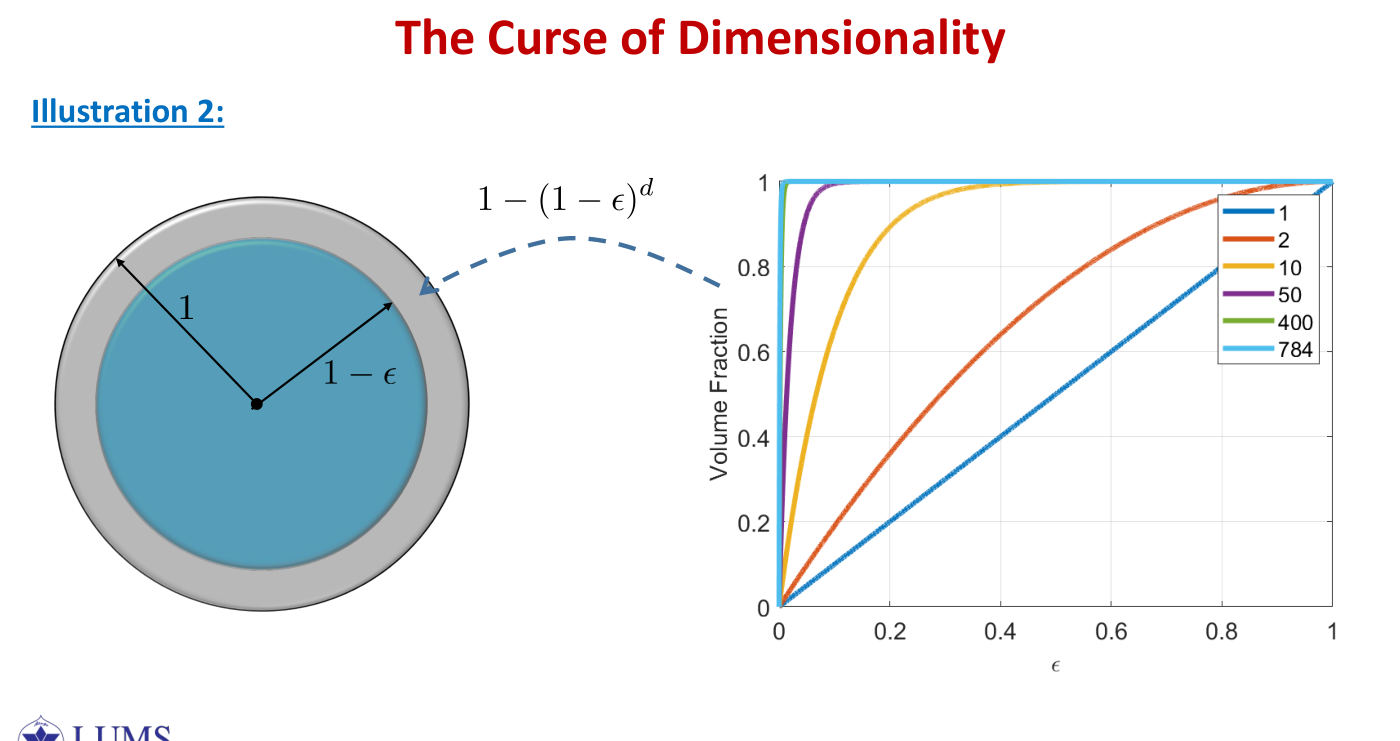 The Curse of Dimensionality
Illustration 2:
1 − (1 − ϵ)^d
1
1 − ϵ
Volume Fraction
1
0.8
0.6
0.4
0.2
0
0 0.2 0.4 0.6 0.8 1
ϵ
1
2
10
50
400
784
LUMS